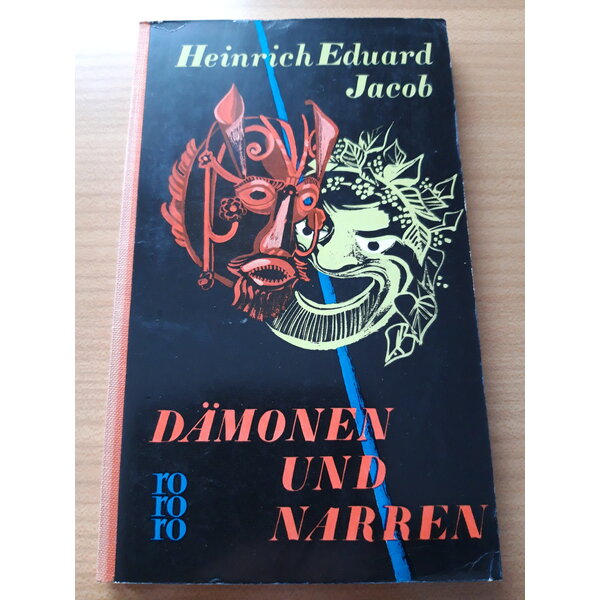 Heinrich Eduard
Jacob
DÄMONEN
UND
NARREN
ro
ro
ro